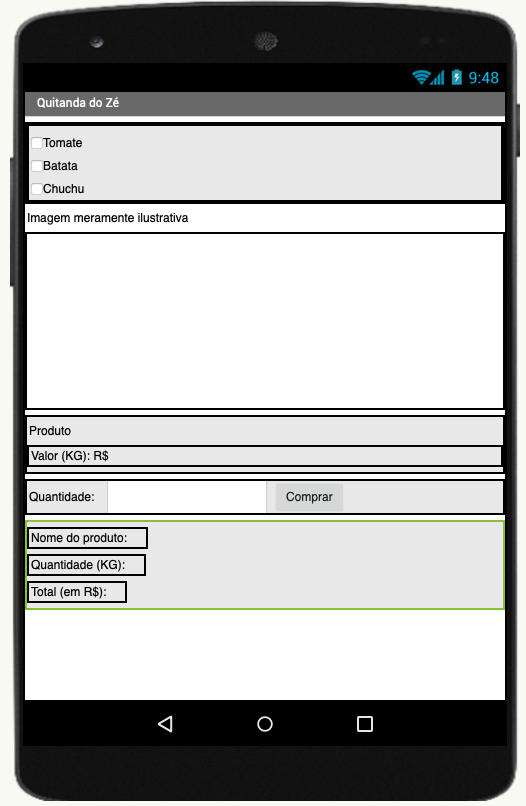 9:48
Quitanda do Zé
Tomate
Batata
Chuchu
Imagem meramente ilustrativa
Produto
Valor (KG): R$
Quantidade: Comprar
Nome do produto:
Quantidade (KG):
Total (em R$):